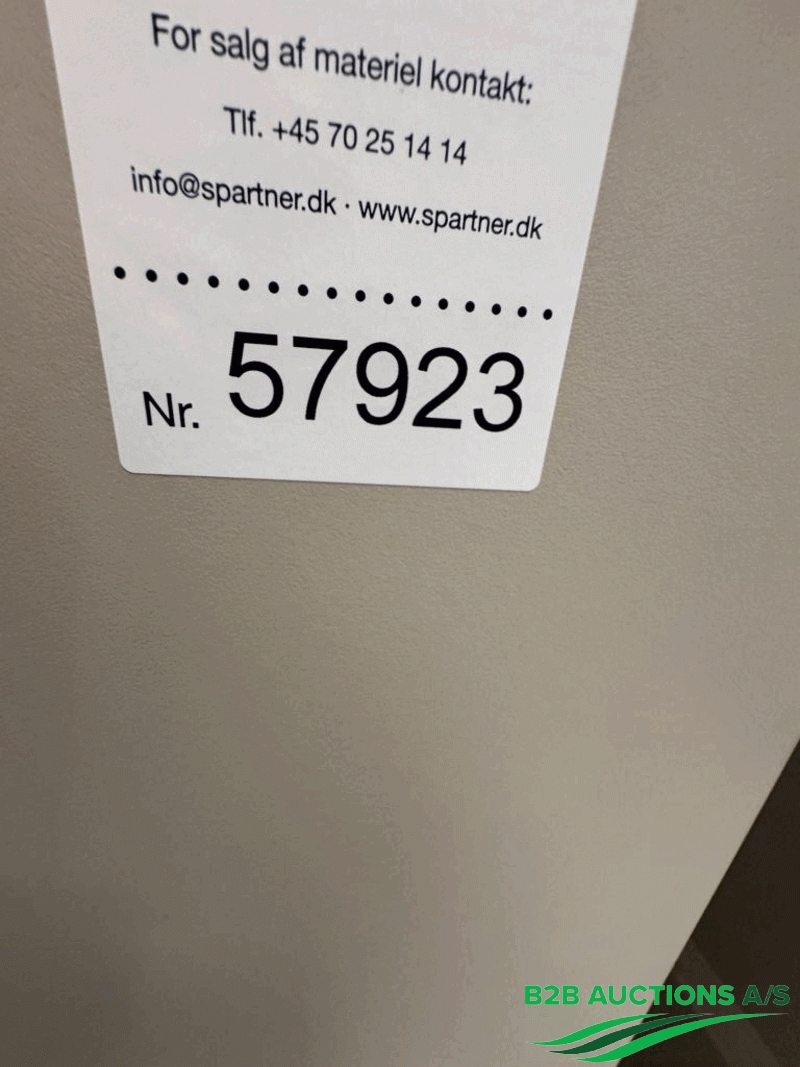 For salg af materiel kontakt:
Tlf. +45 70 25 14 14
info@spartner.dk · www.spartner.dk
Nr. 57923
B2B AUCTIONS A/S